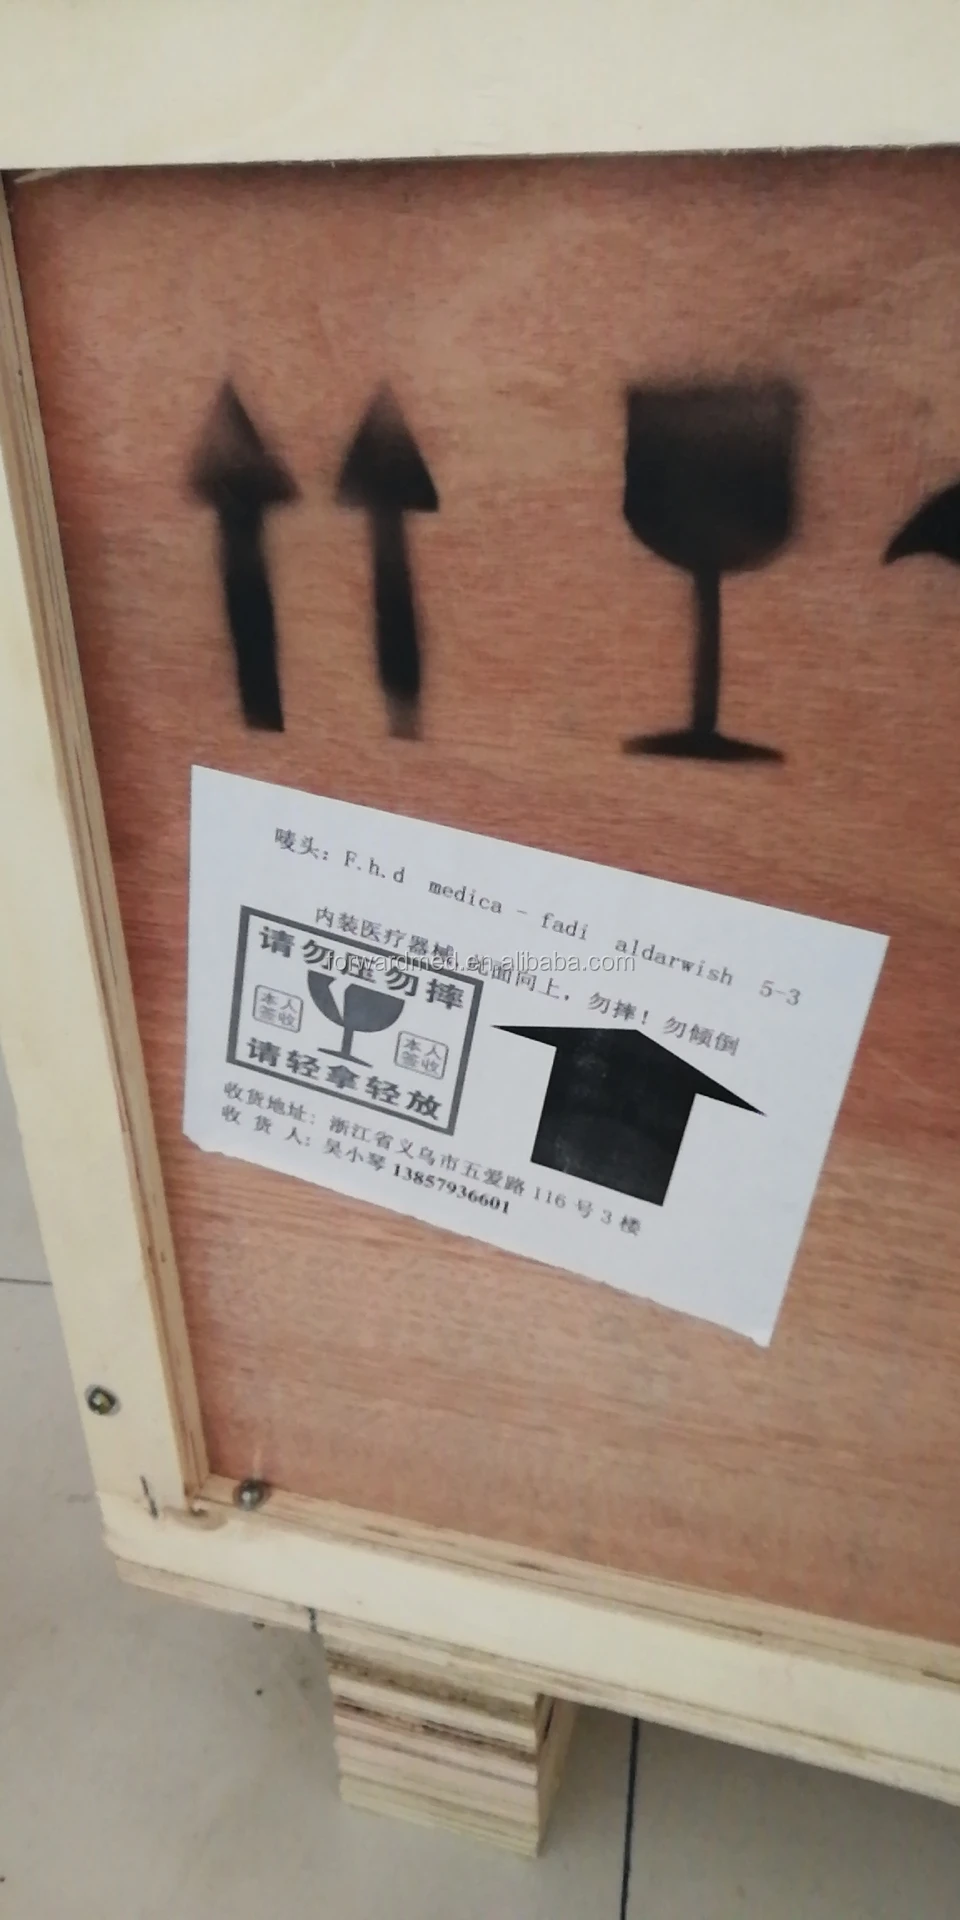 唛头: F.h.d medica - fadi aldarwish 5-3
内装医疗器械,此面向上,勿摔!勿倾倒
请勿压勿摔
本人
签收
本人
签收
请轻拿轻放
收货地址: 浙江省义乌市五爱路 116 号 3 楼
收 货 人: 吴小琴 13857936601
forwardmed.en.alibaba.com